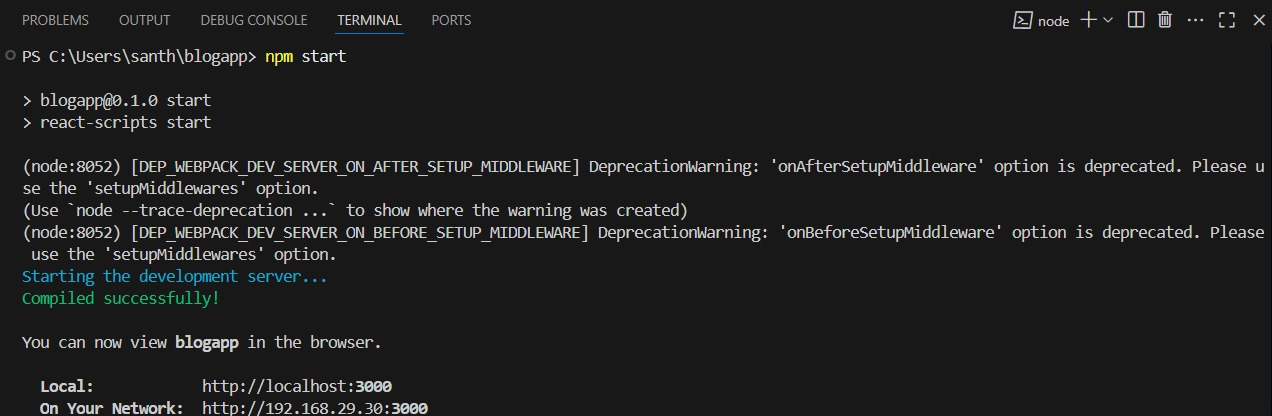 PROBLEMS OUTPUT DEBUG CONSOLE TERMINAL PORTS node
PS C:\Users\santh\blogapp> npm start
> blogapp@0.1.0 start
> react-scripts start
(node:8052) [DEP_WEBPACK_DEV_SERVER_ON_AFTER_SETUP_MIDDLEWARE] DeprecationWarning: 'onAfterSetupMiddleware' option is deprecated. Please u
se the 'setupMiddlewares' option.
(Use `node --trace-deprecation ...` to show where the warning was created)
(node:8052) [DEP_WEBPACK_DEV_SERVER_ON_BEFORE_SETUP_MIDDLEWARE] DeprecationWarning: 'onBeforeSetupMiddleware' option is deprecated. Please
 use the 'setupMiddlewares' option.
Starting the development server...
Compiled successfully!
You can now view blogapp in the browser.
Local: http://localhost:3000
On Your Network: http://192.168.29.30:3000